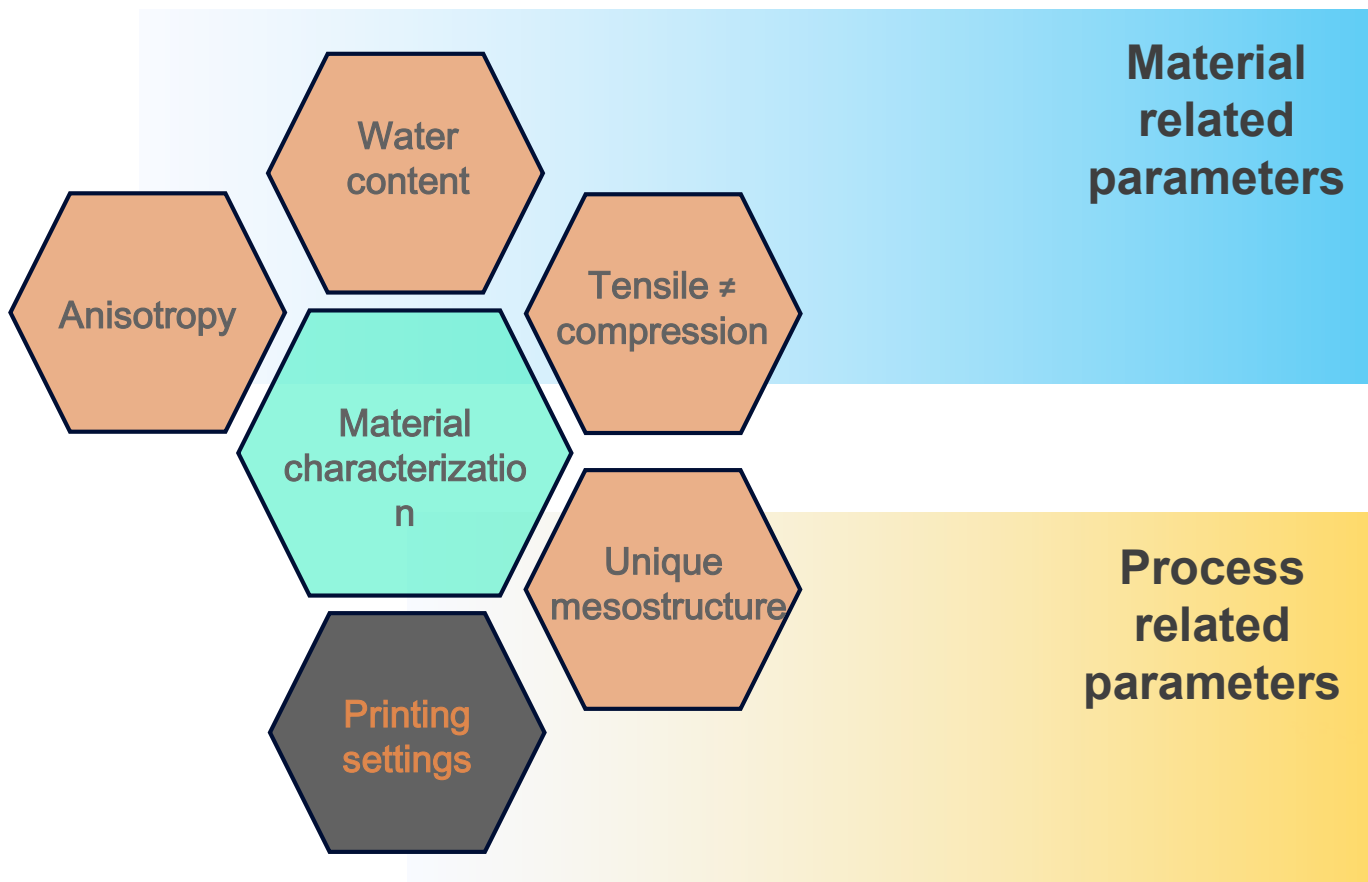 Material
related
parameters
Water
content
Anisotropy
Tensile ≠
compression
Material
characterizatio
n
Unique
mesostructure
Process
related
parameters
Printing
settings